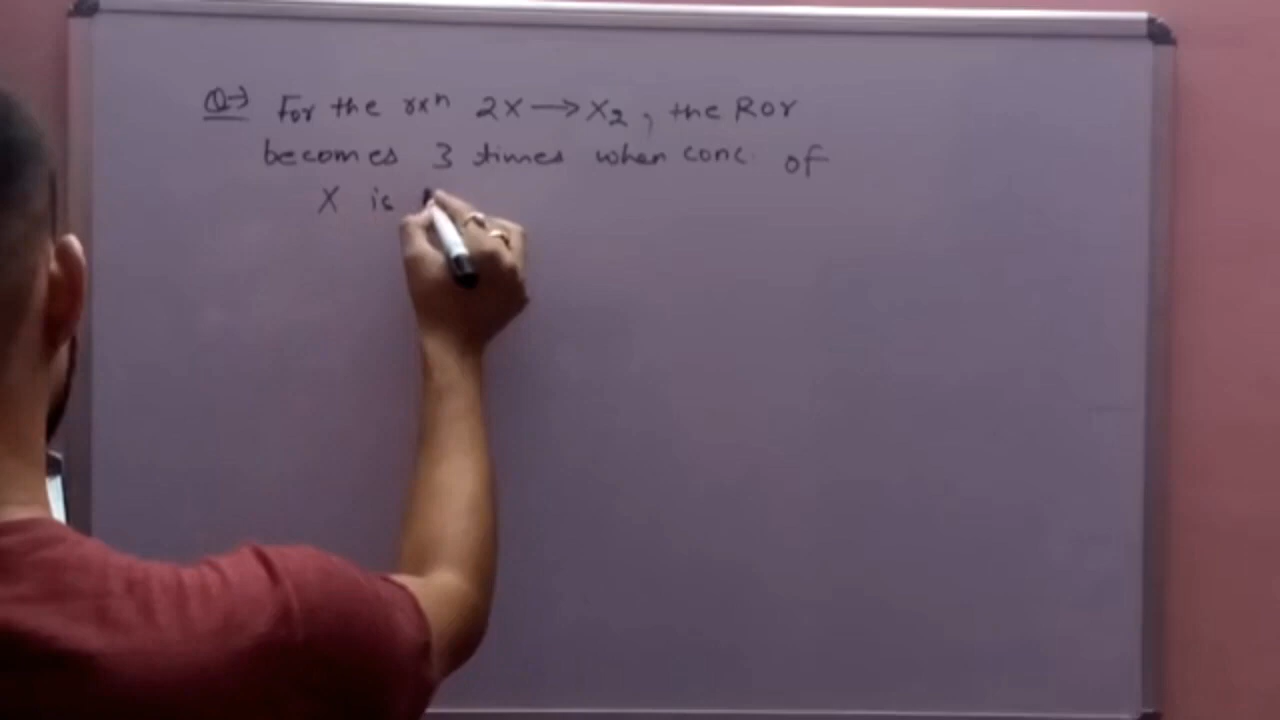 Q→ For the rxn 2X → X₂, the ROR
becomes 3 times when conc. of
X is